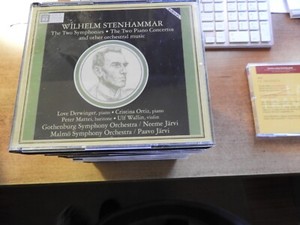 WILHELM STENHAMMAR
The Two Symphonies • The Two Piano Concertos
and other orchestral music
Love Derwinger, piano • Cristina Ortiz, piano
Peter Mattei, baritone • Ulf Wallin, violin
Gothenburg Symphony Orchestra / Neeme Järvi
Malmö Symphony Orchestra / Paavo Järvi